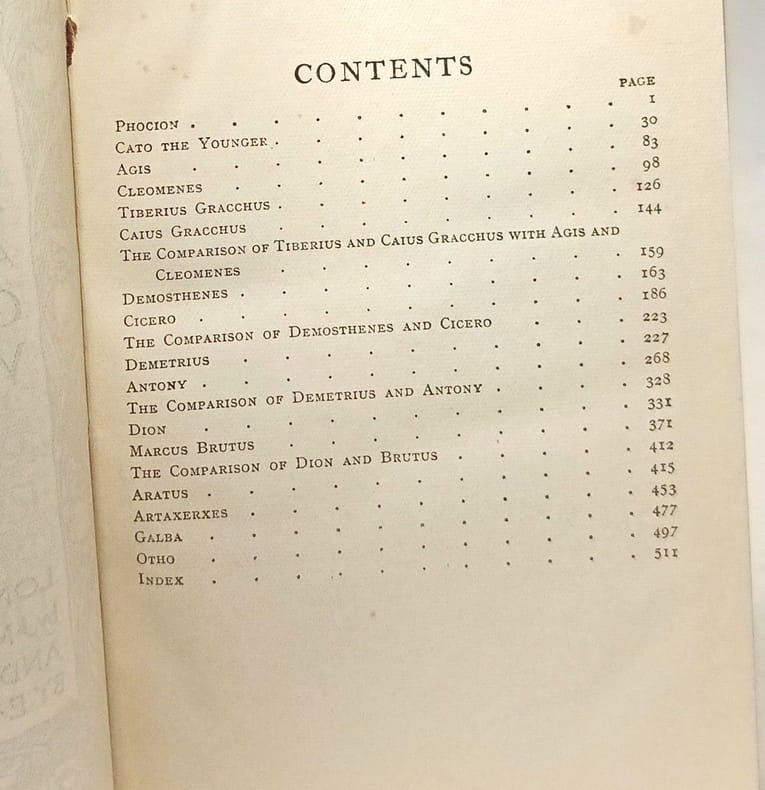 CONTENTS
PAGE
PHOCION . . . . . . . . . . . 1
CATO THE YOUNGER . . . . . . . . . 30
AGIS . . . . . . . . . . . 83
CLEOMENES . . . . . . . . . . 98
TIBERIUS GRACCHUS . . . . . . . . . 126
CAIUS GRACCHUS . . . . . . . . . 144
THE COMPARISON OF TIBERIUS AND CAIUS GRACCHUS WITH AGIS AND
CLEOMENES . . . . . . . . . 159
DEMOSTHENES . . . . . . . . . . 163
CICERO . . . . . . . . . . . 186
THE COMPARISON OF DEMOSTHENES AND CICERO . . . 223
DEMETRIUS . . . . . . . . . . 227
ANTONY . . . . . . . . . . . 268
THE COMPARISON OF DEMETRIUS AND ANTONY . . . . 328
DION . . . . . . . . . . . 331
MARCUS BRUTUS . . . . . . . . . 371
THE COMPARISON OF DION AND BRUTUS . . . . . 412
ARATUS . . . . . . . . . . . 415
ARTAXERXES . . . . . . . . . . 453
GALBA . . . . . . . . . . . 477
OTHO . . . . . . . . . . . 497
INDEX . . . . . . . . . . . 511